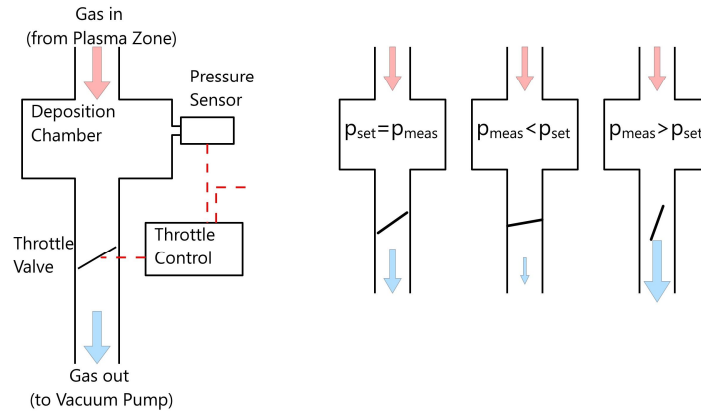 Gas in
(from Plasma Zone)
Deposition
Chamber
Pressure
Sensor
Throttle
Valve
Throttle
Control
Gas out
(to Vacuum Pump)
pset=pmeas
pmeas<pset
pmeas>pset